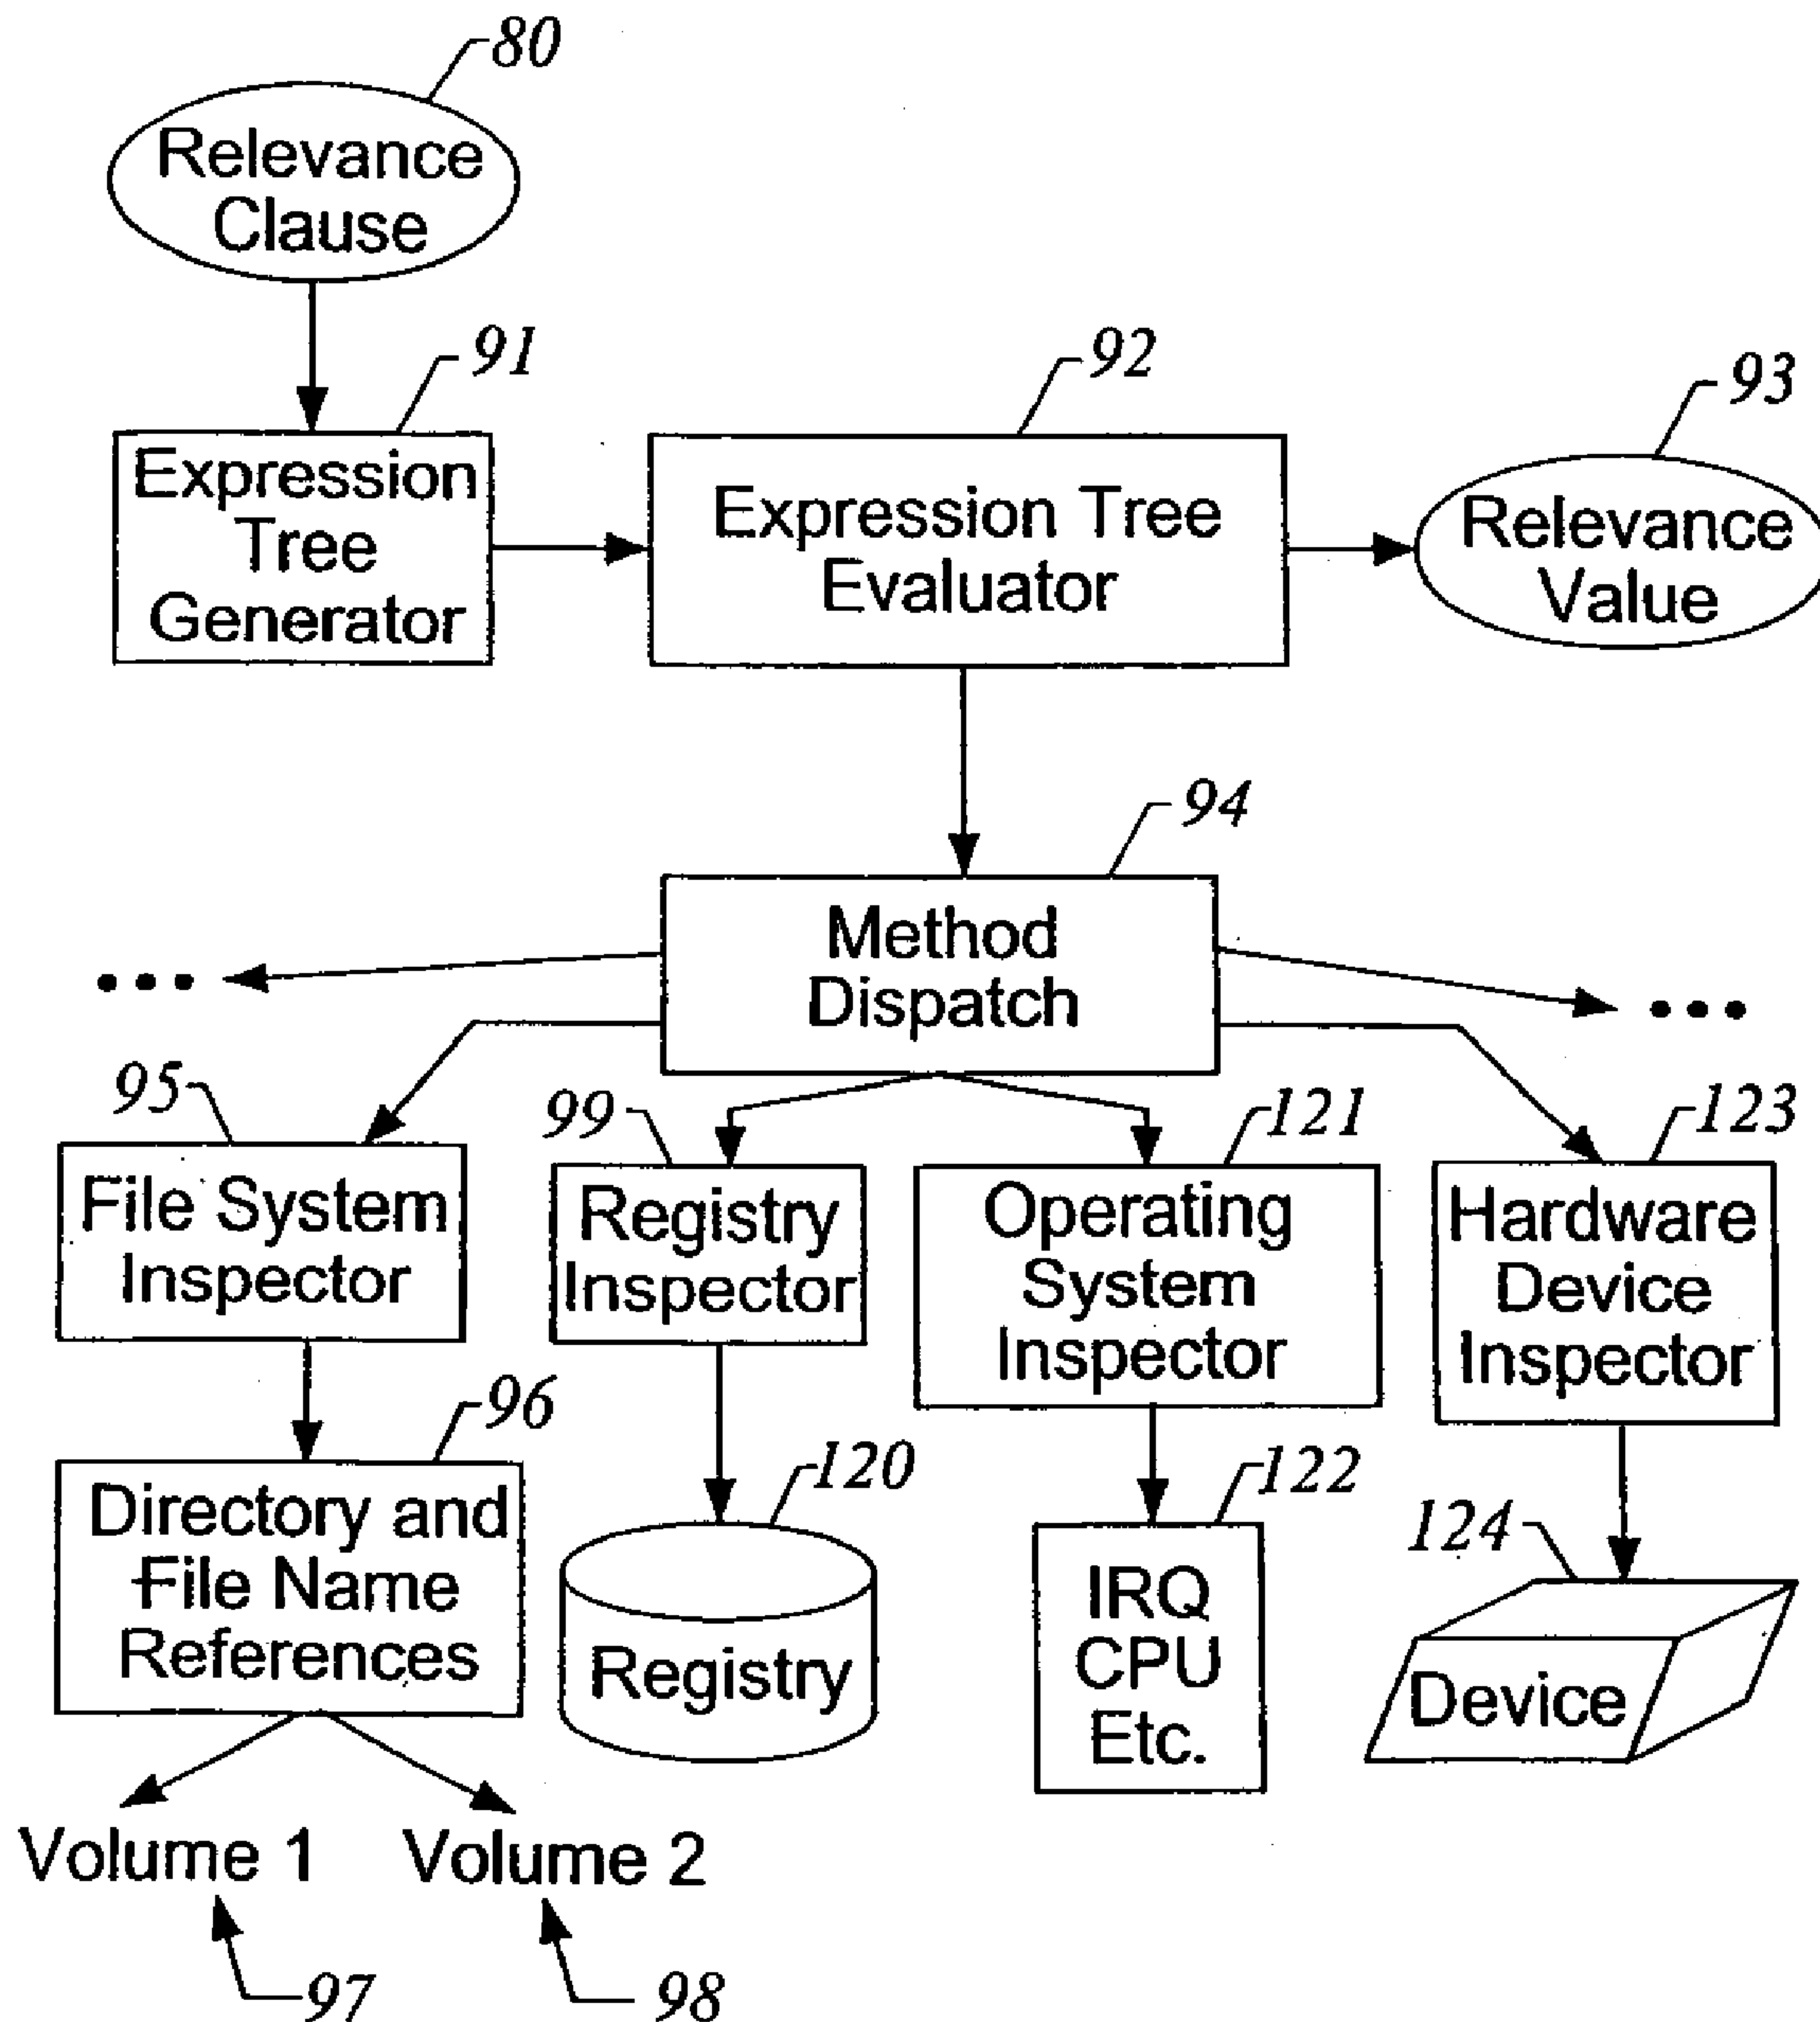 80
Relevance
Clause
91
Expression
Tree
Generator
92
Expression Tree
Evaluator
93
Relevance
Value
94
Method
Dispatch
95
File System
Inspector
99
Registry
Inspector
121
Operating
System
Inspector
123
Hardware
Device
Inspector
96
Directory and
File Name
References
120
Registry
122
IRQ
CPU
Etc.
124
Device
Volume 1
Volume 2
97
98